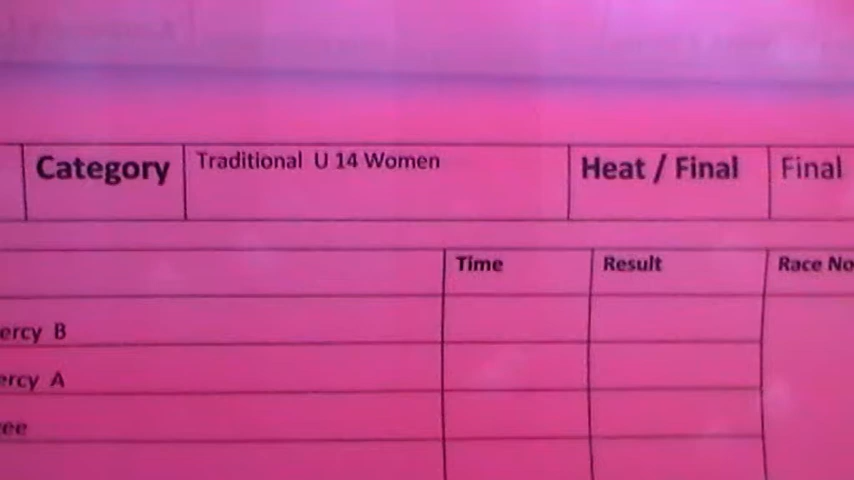 Category Traditional U 14 Women Heat / Final Final
Time Result Race No
ercy B
ercy A
ee